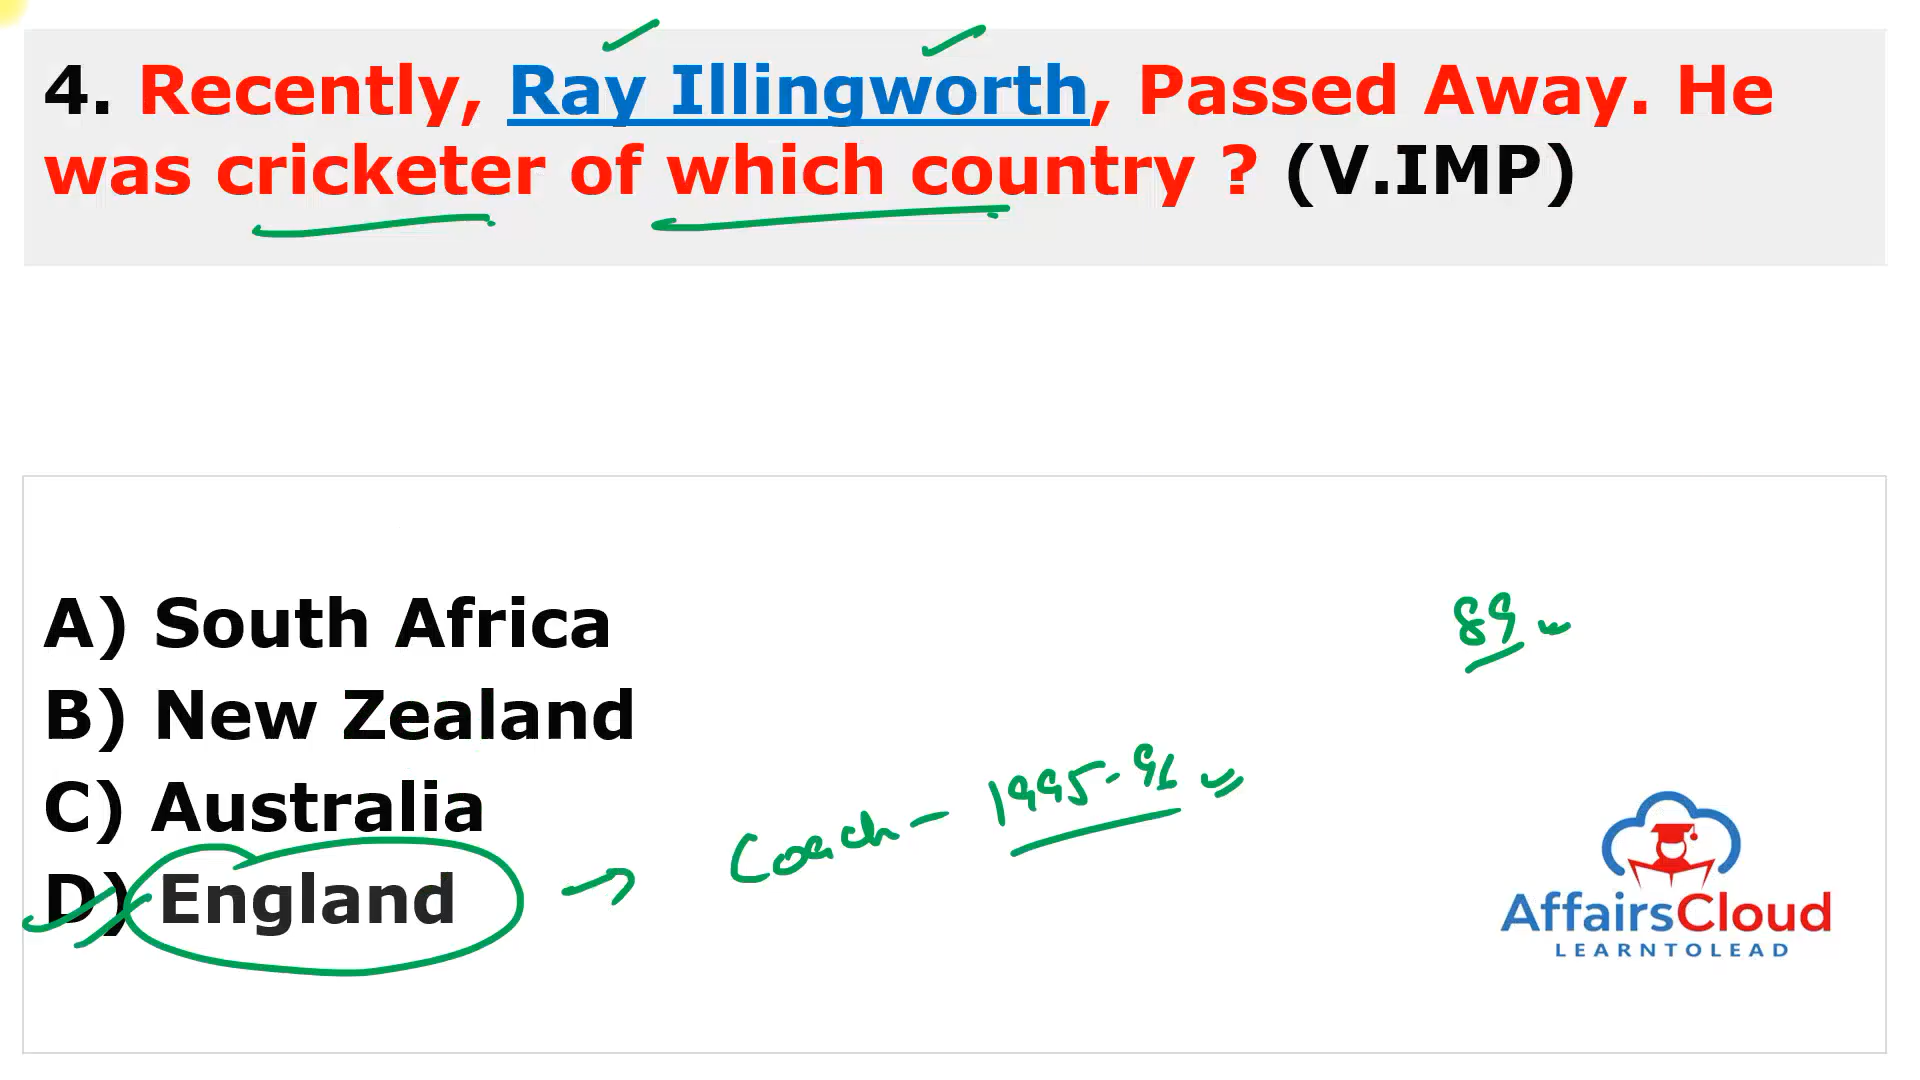 4. Recently, Ray Illingworth, Passed Away. He
was cricketer of which country ? (V.IMP)
A) South Africa
89
B) New Zealand
C) Australia
Coach - 1995-96
D) England
AffairsCloud
LEARNTOLEAD